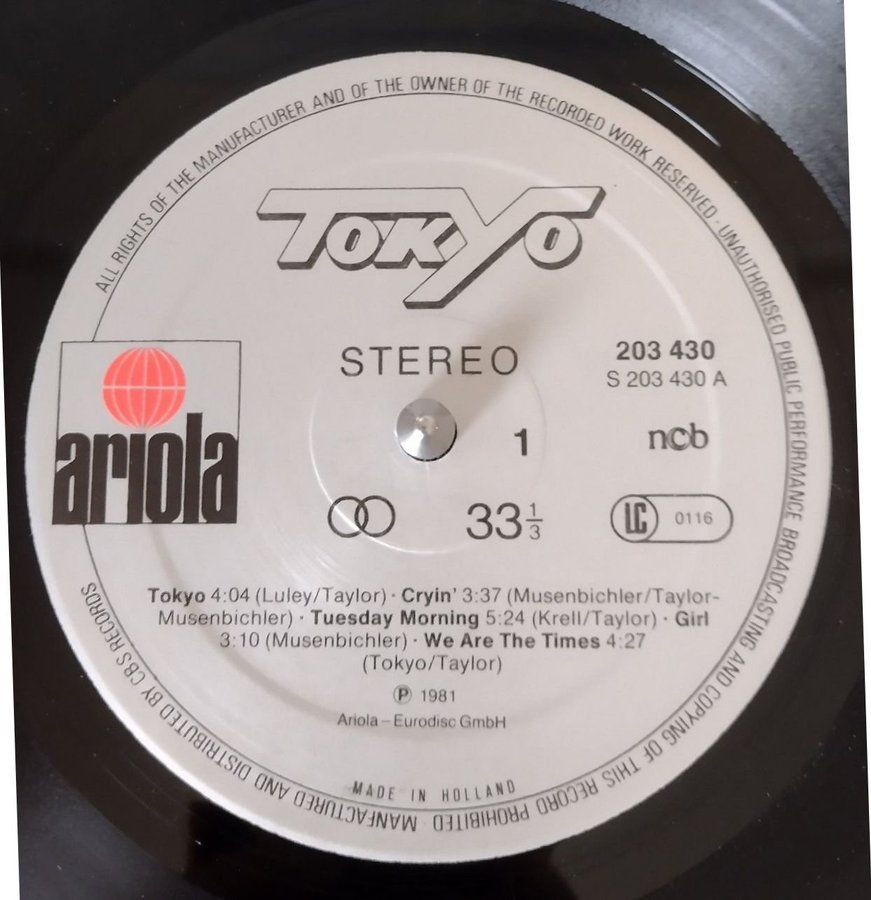 ALL RIGHTS OF THE MANUFACTURER AND OF THE OWNER OF THE RECORDED WORK RESERVED · UNAUTHORISED PUBLIC PERFORMANCE BROADCASTING AND COPYING OF THIS RECORD PROHIBITED · MANFACTURED AND DISTRIBUTED BY CBS RECORDS
TOKYO
STEREO
203 430
S 203 430 A
ariola
1
ncb
33 1/3
LC 0116
Tokyo 4:04 (Luley/Taylor) · Cryin' 3:37 (Musenbichler/Taylor-
Musenbichler) · Tuesday Morning 5:24 (Krell/Taylor) · Girl
3:10 (Musenbichler) · We Are The Times 4:27
(Tokyo/Taylor)
Ⓟ 1981
Ariola – Eurodisc GmbH
MADE IN HOLLAND